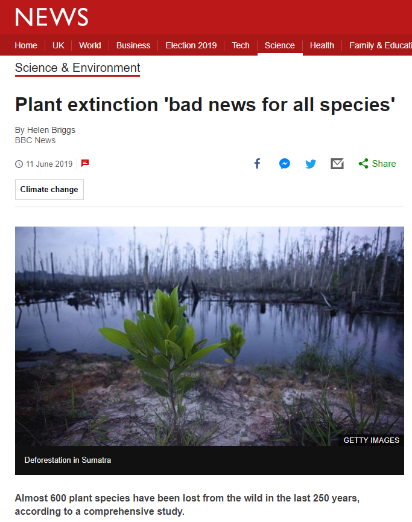 NEWS
Home UK World Business Election 2019 Tech Science Health Family & Educati
Science & Environment
Plant extinction 'bad news for all species'
By Helen Briggs
BBC News
11 June 2019
Share
Climate change
GETTY IMAGES
Deforestation in Sumatra
Almost 600 plant species have been lost from the wild in the last 250 years,
according to a comprehensive study.